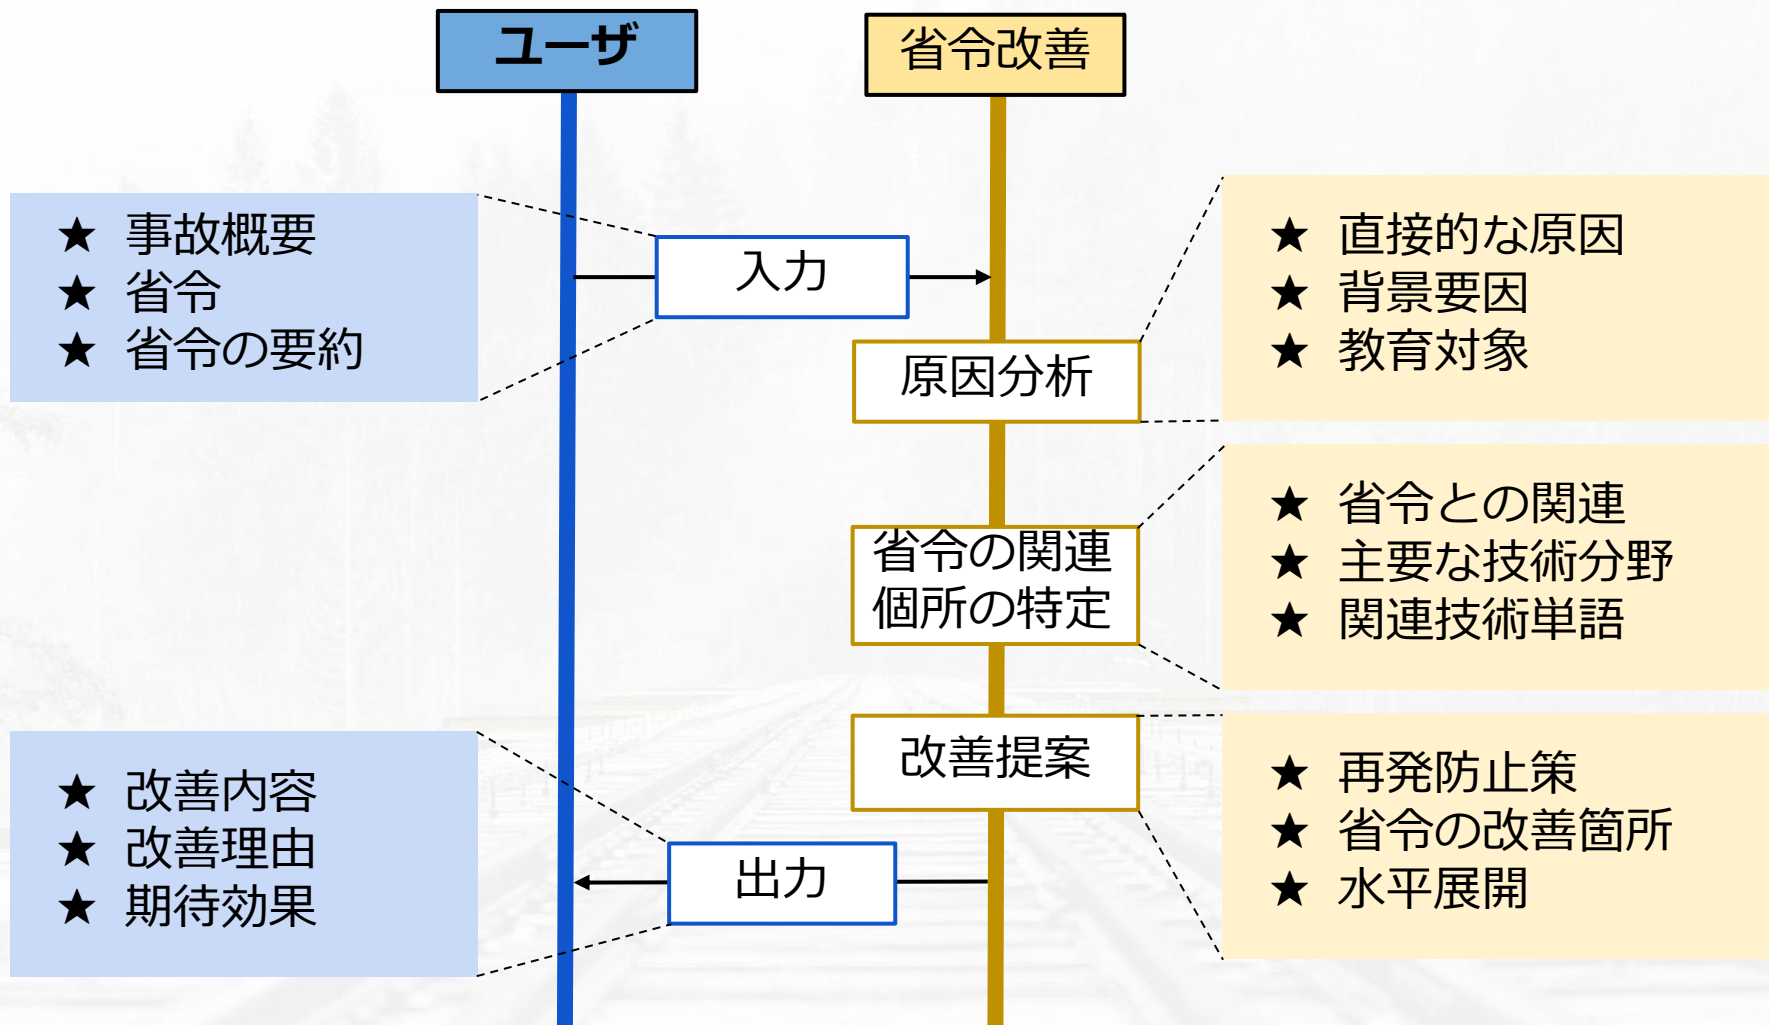 ユーザ
省令改善
★ 事故概要
★ 省令
★ 省令の要約
入力
原因分析
★ 直接的な原因
★ 背景要因
★ 教育対象
省令の関連
個所の特定
★ 省令との関連
★ 主要な技術分野
★ 関連技術単語
改善提案
★ 再発防止策
★ 省令の改善箇所
★ 水平展開
出力
★ 改善内容
★ 改善理由
★ 期待効果